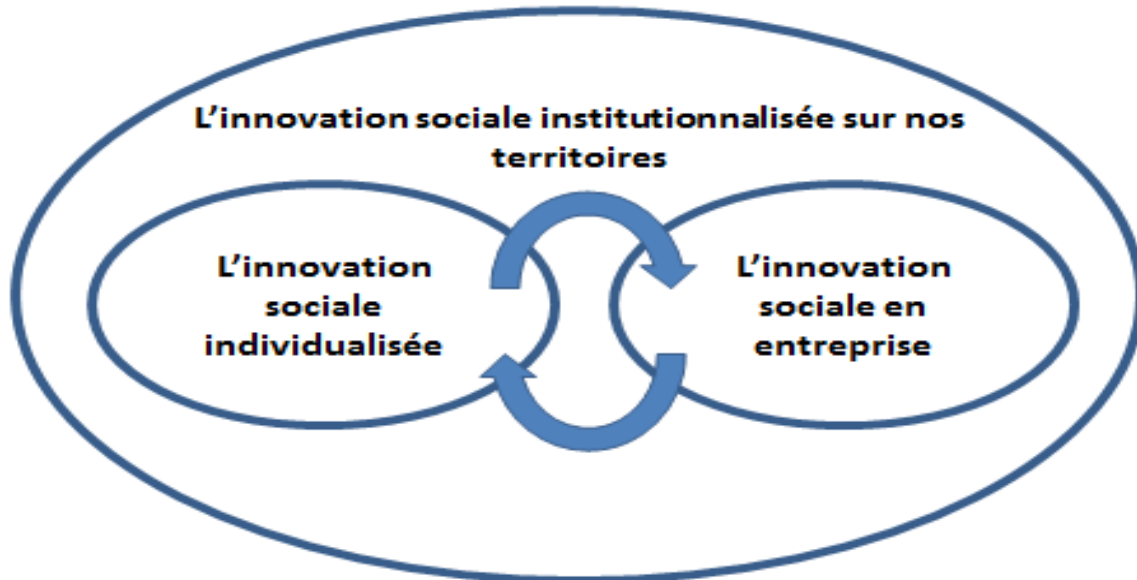 L’innovation sociale institutionnalisée sur nos
territoires
L’innovation
sociale
individualisée
L’innovation
sociale en
entreprise